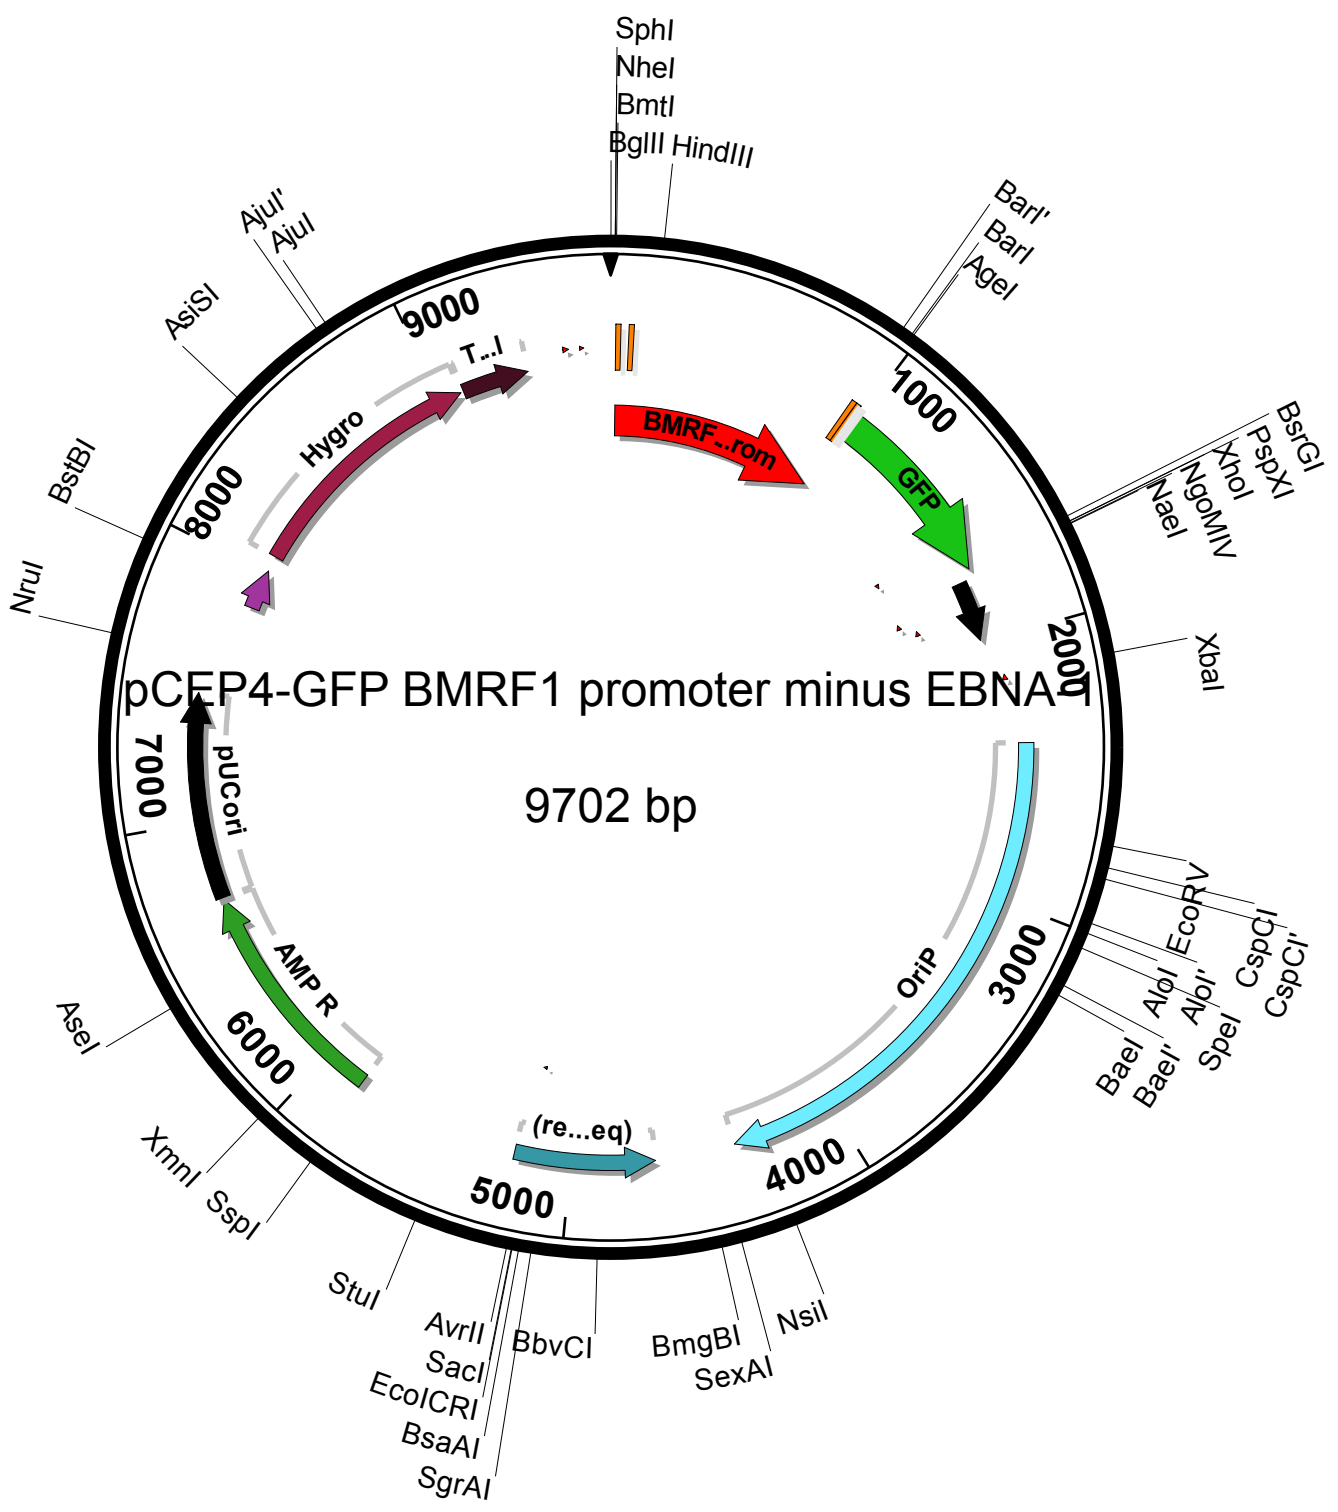 SphI
NheI
BmtI
BglII HindIII
BarI'
BarI
AgeI
BsrGI
PspXI
XhoI
NgoMIV
NaeI
XbaI
EcoRV
CspCI
CspCI'
AloI
AloI'
SpeI
BaeI
BaeI'
NsiI
SexAI
BmgBI
BbvCI
SgrAI
BsaAI
EcoICRI
SacI
AvrII
StuI
SspI
XmnI
AseI
NruI
BstBI
AsiSI
AjuI'
AjuI
1000
2000
3000
4000
5000
6000
7000
8000
9000
BMRF...rom
GFP
OriP
(re...eq)
AMP R
pUCori
Hygro
T...I
pCEP4-GFP BMRF1 promoter minus EBNA-1
9702 bp